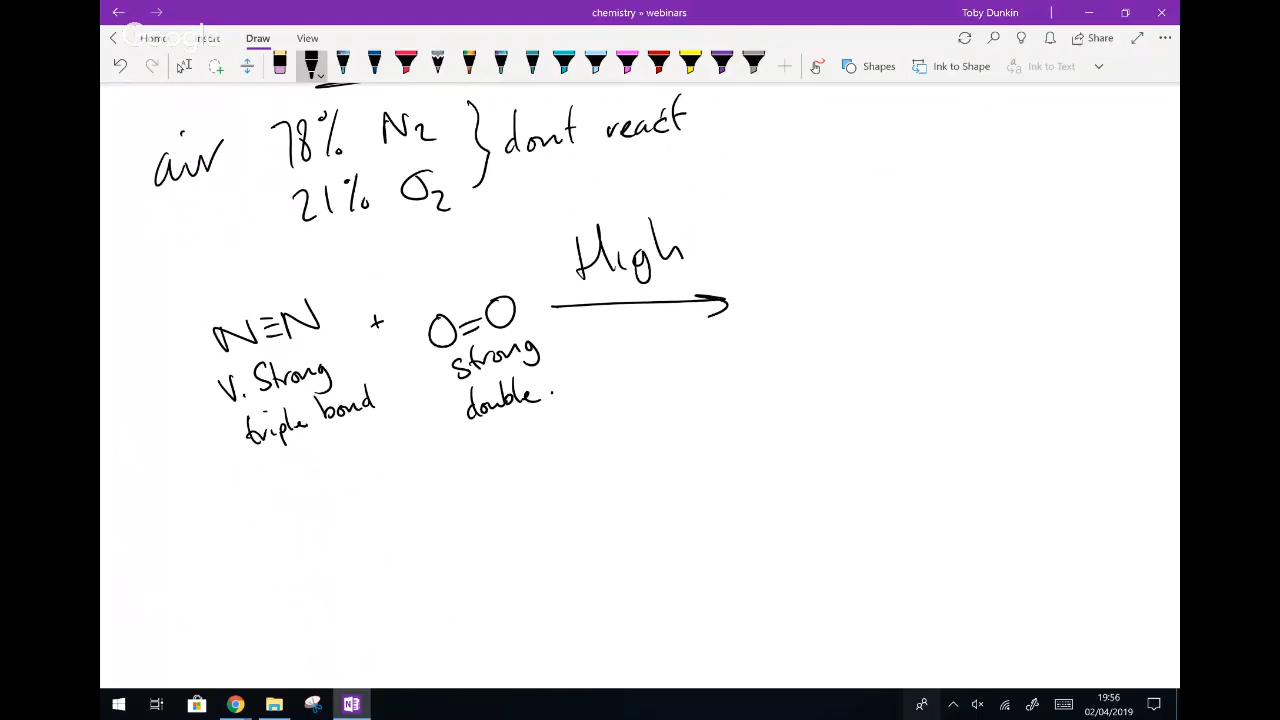 chemistry » webinars
Toby Dunkin
Google
Home Insert Draw View
Share
Shapes
Ink to Shape
Ink to Text
air 78% N2 } dont react
21% O2
High
N≡N + O=O
V. Strong strong
triple bond double.
19:56
02/04/2019